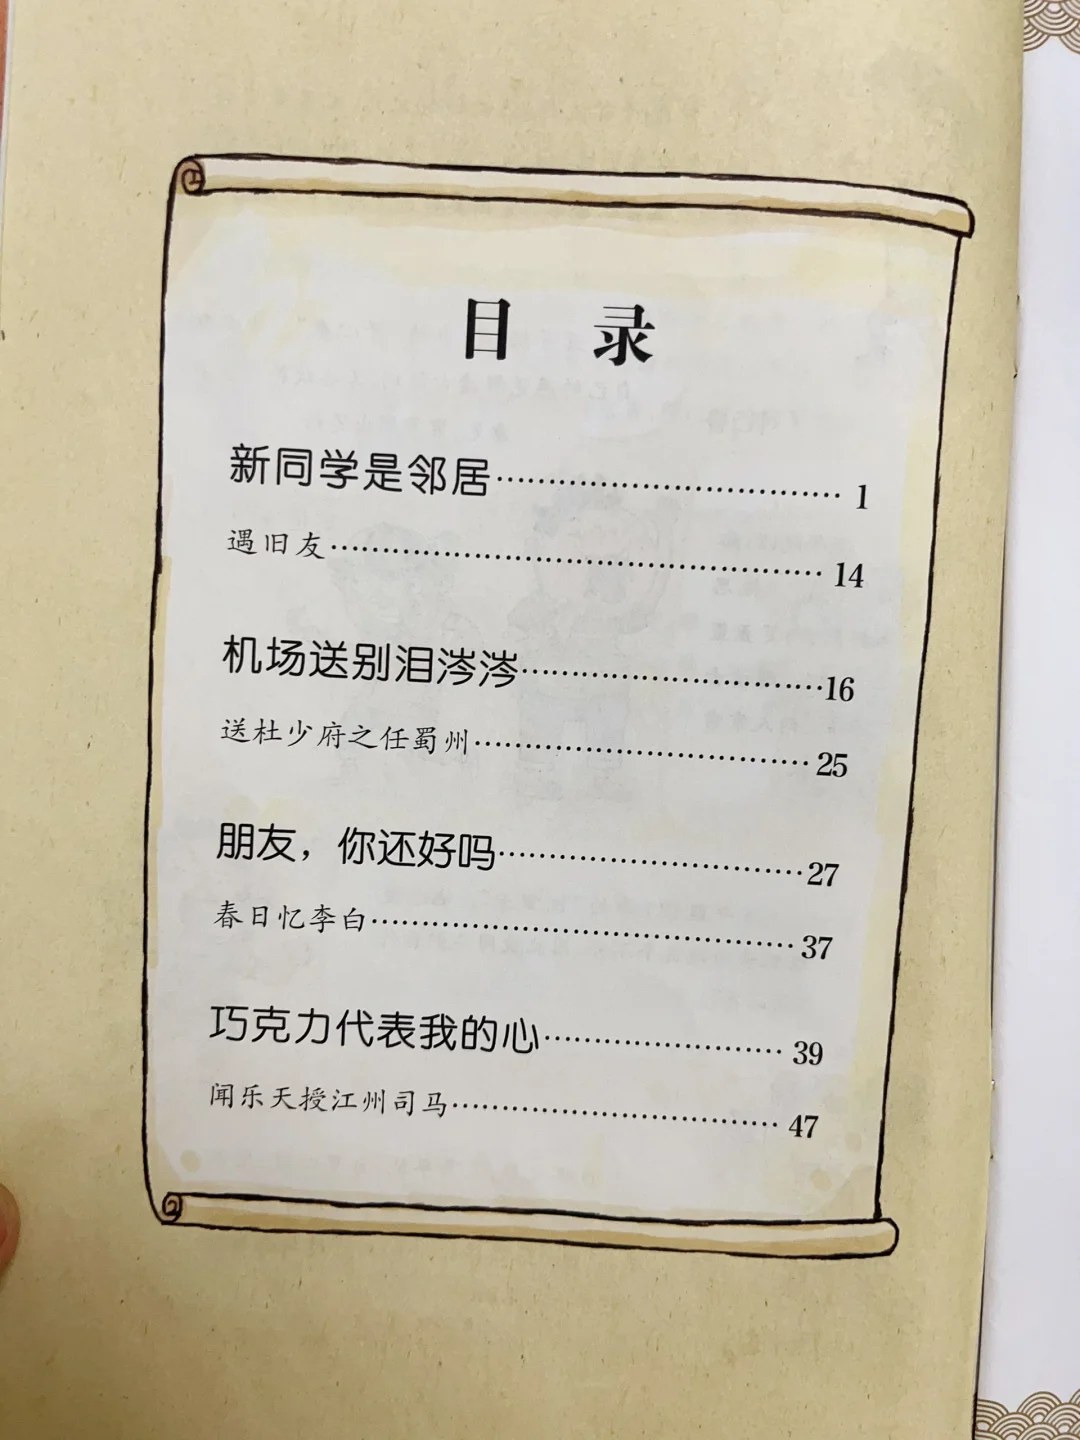 目 录
新同学是邻居……………………………… 1
遇旧友……………………………………… 14
机场送别泪涔涔……………………………16
送杜少府之任蜀州………………………… 25
朋友，你还好吗……………………………27
春日忆李白………………………………… 37
巧克力代表我的心……………………… 39
闻乐天授江州司马………………………… 47